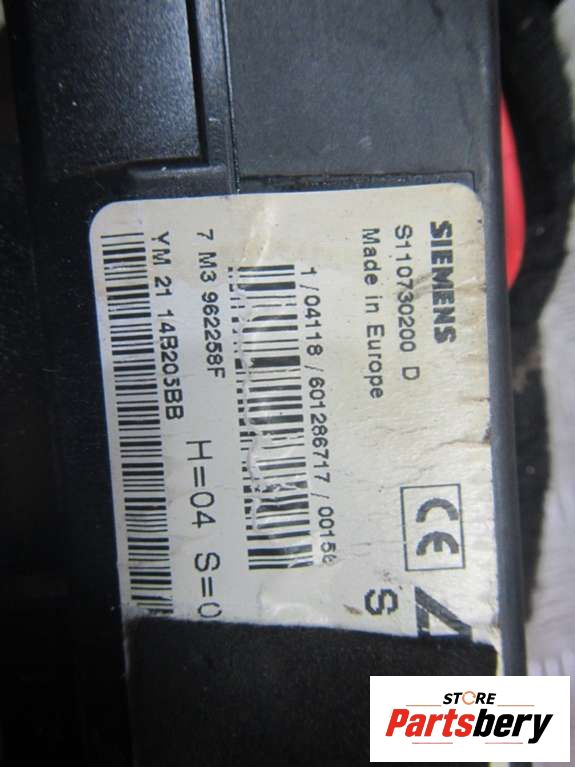 SIEMENS
S110730200 D
Made in Europe
1/04118/601286717/0015
7 M3 962258F
YM 21 14B205BB
H=04 S=0
CE
S
STORE
Partsbery